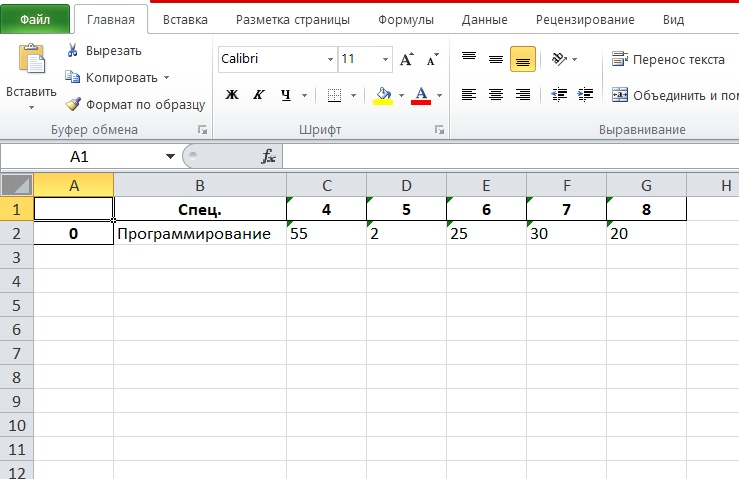 Файл Главная Вставка Разметка страницы Формулы Данные Рецензирование Вид
Вырезать
Копировать
Формат по образцу
Вставить
Буфер обмена
Calibri 11
Ж К Ч А
Шрифт
Перенос текста
Объединить и пом
Выравнивание
A1 fx
A B C D E F G H
1 Спец. 4 5 6 7 8
2 0 Программирование 55 2 25 30 20
3
4
5
6
7
8
9
10
11
12